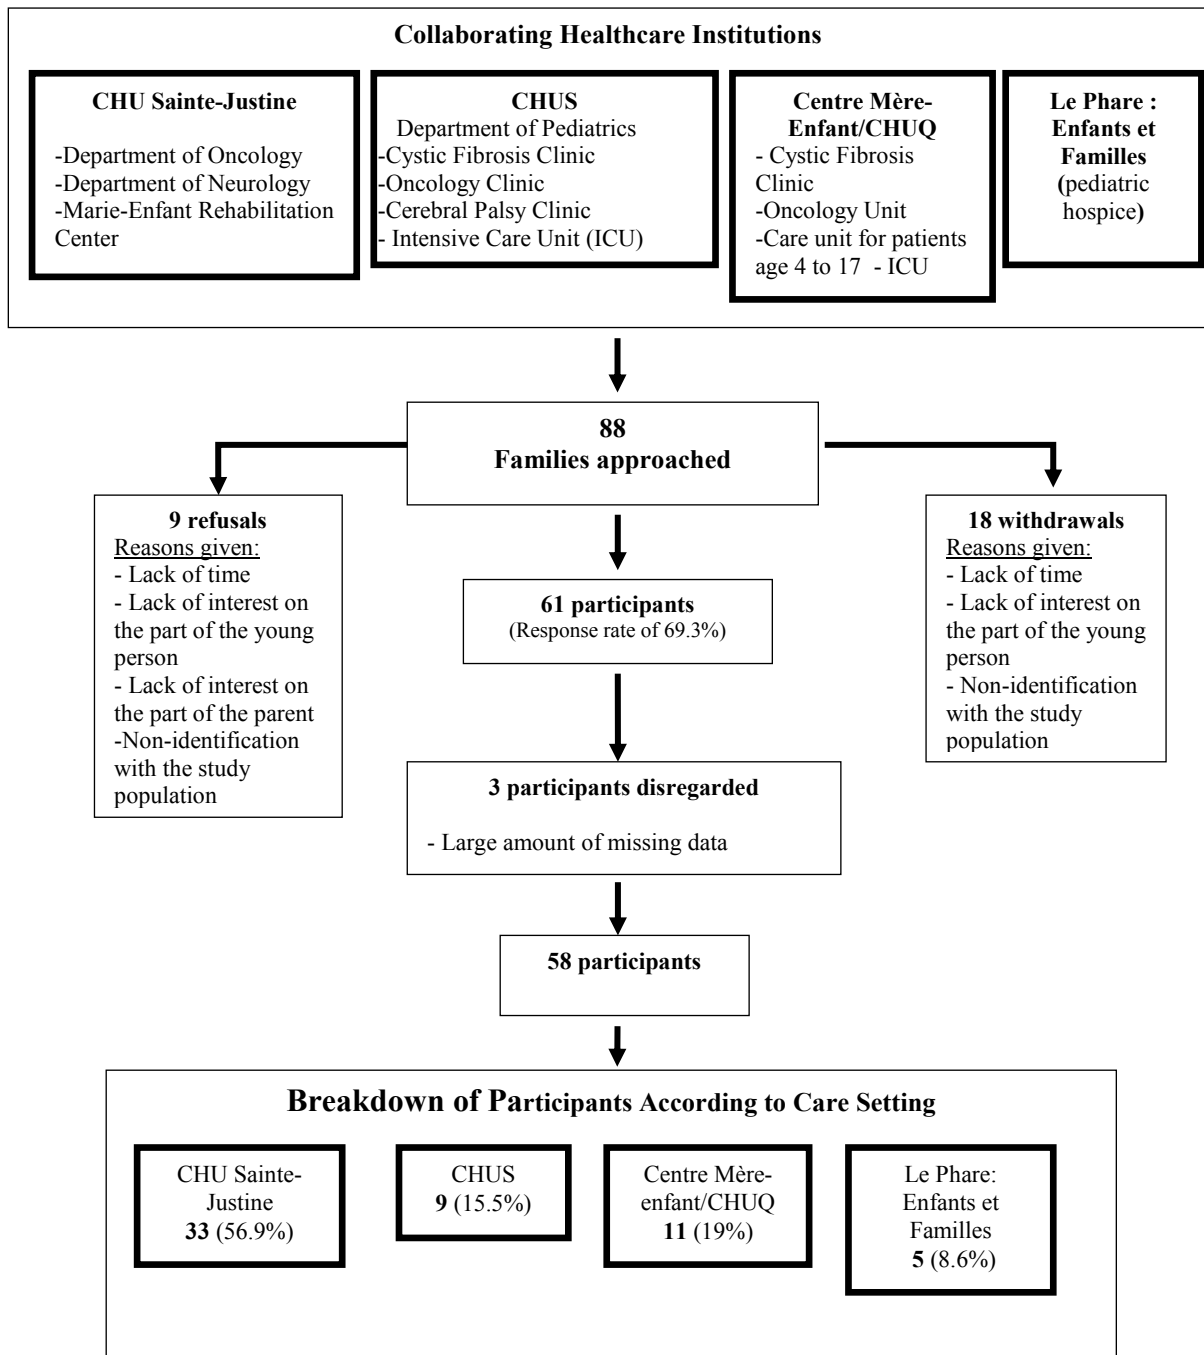 Collaborating Healthcare Institutions
CHU Sainte-Justine
-Department of Oncology
-Department of Neurology
-Marie-Enfant Rehabilitation
Center
CHUS
Department of Pediatrics
-Cystic Fibrosis Clinic
-Oncology Clinic
-Cerebral Palsy Clinic
- Intensive Care Unit (ICU)
Centre Mère-
Enfant/CHUQ
- Cystic Fibrosis
Clinic
-Oncology Unit
-Care unit for patients
age 4 to 17 - ICU
Le Phare :
Enfants et
Familles
(pediatric
hospice)
88
Families approached
9 refusals
Reasons given:
- Lack of time
- Lack of interest on
the part of the young
person
- Lack of interest on
the part of the parent
-Non-identification
with the study
population
61 participants
(Response rate of 69.3%)
18 withdrawals
Reasons given:
- Lack of time
- Lack of interest on
the part of the young
person
- Non-identification
with the study
population
3 participants disregarded
- Large amount of missing data
58 participants
Breakdown of Participants According to Care Setting
CHU Sainte-
Justine
33 (56.9%)
CHUS
9 (15.5%)
Centre Mère-
enfant/CHUQ
11 (19%)
Le Phare:
Enfants et
Familles
5 (8.6%)